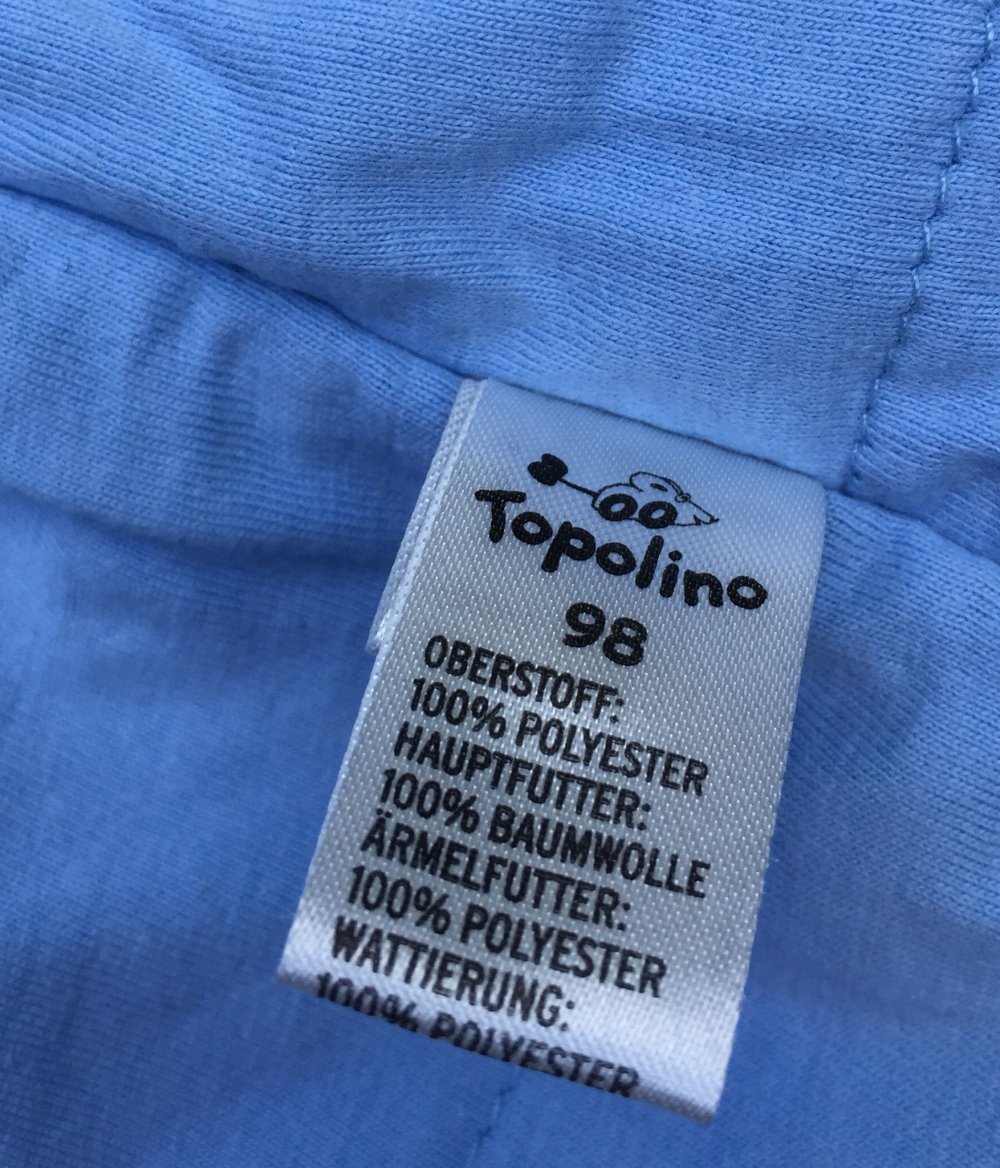 Topolino
98
OBERSTOFF:
100% POLYESTER
HAUPTFUTTER:
100% BAUMWOLLE
ÄRMELFUTTER:
100% POLYESTER
WATTIERUNG:
100% POLYESTER